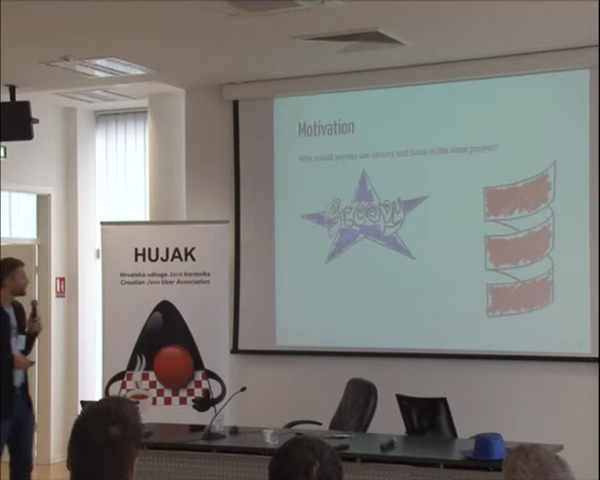 Motivation
Why would anyone use Groovy and Scala in the same project?
Groovy
HUJAK
Hrvatska udruga Java korisnika
Croatian Java User Association